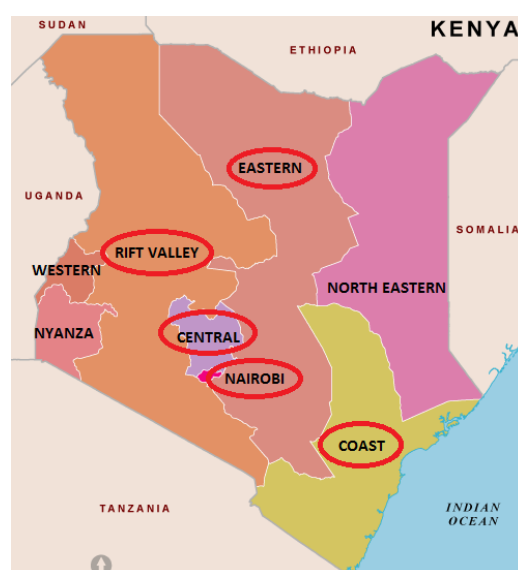 SUDAN
KENYA
ETHIOPIA
EASTERN
UGANDA
SOMALIA
RIFT VALLEY
WESTERN
NORTH EASTERN
NYANZA
CENTRAL
NAIROBI
COAST
TANZANIA
INDIAN
OCEAN